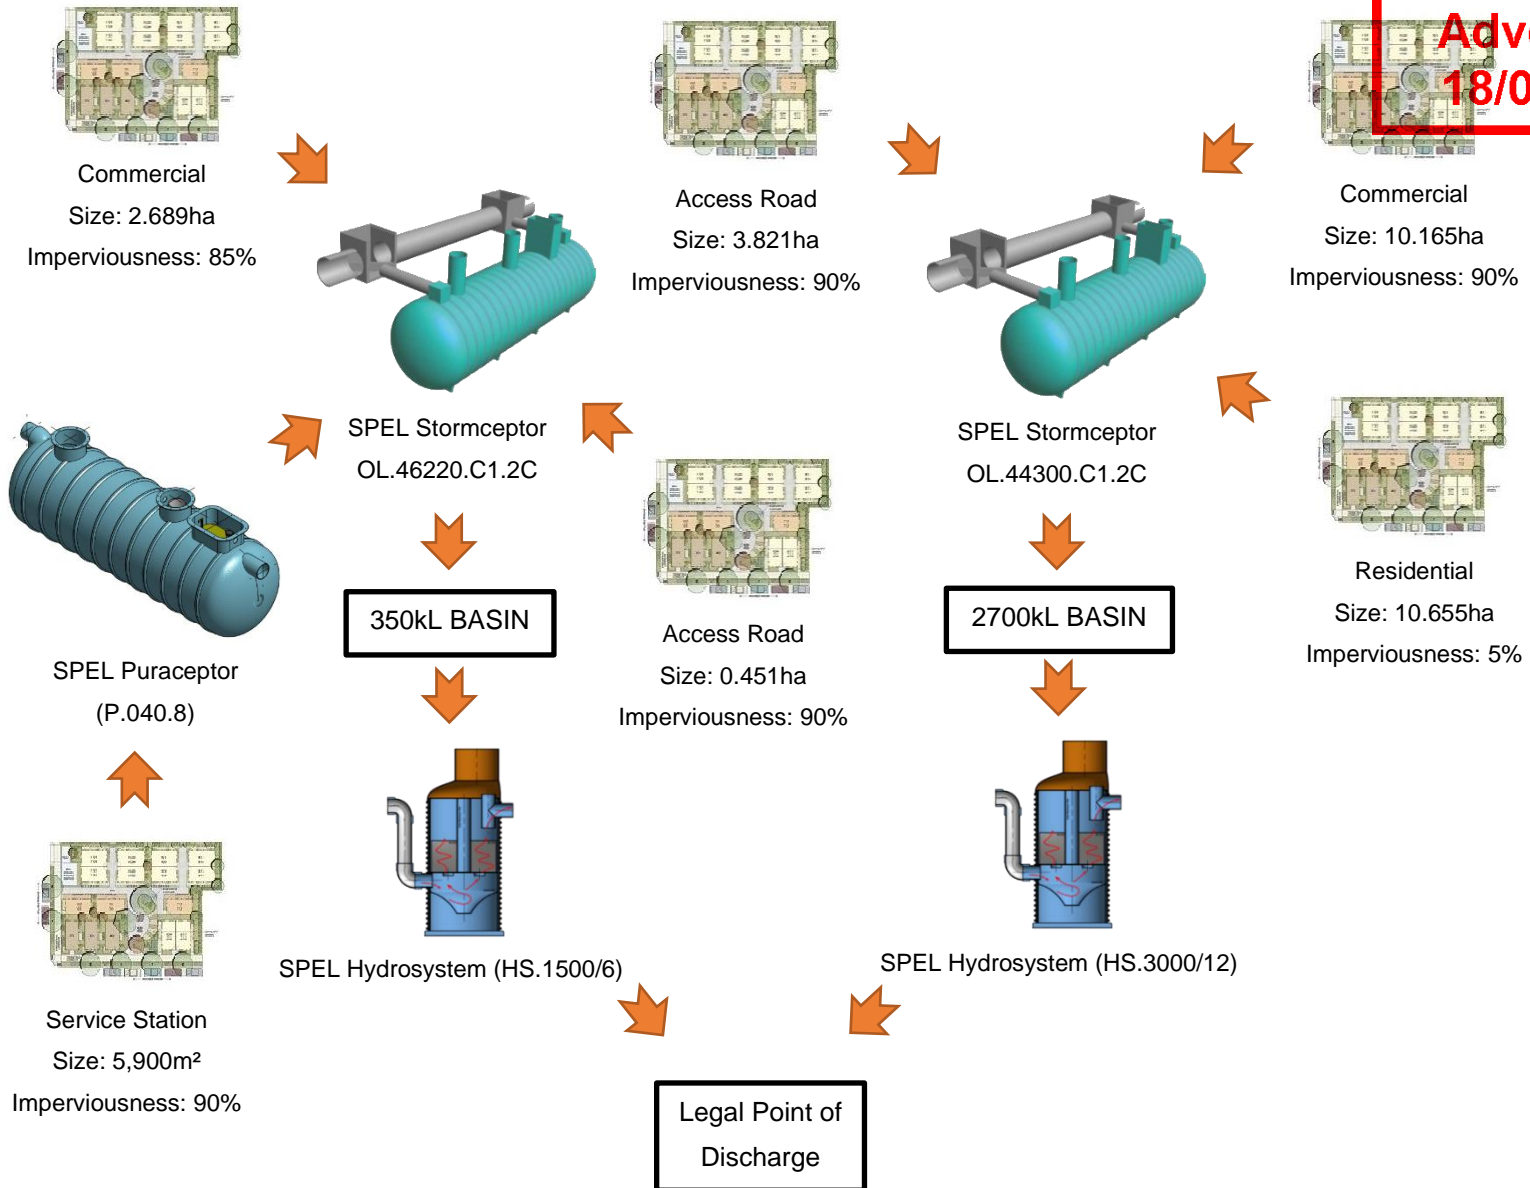 Commercial
Size: 2.689ha
Imperviousness: 85%
Access Road
Size: 3.821ha
Imperviousness: 90%
Commercial
Size: 10.165ha
Imperviousness: 90%
SPEL Stormceptor
OL.46220.C1.2C
SPEL Stormceptor
OL.44300.C1.2C
350kL BASIN
2700kL BASIN
Access Road
Size: 0.451ha
Imperviousness: 90%
Residential
Size: 10.655ha
Imperviousness: 5%
SPEL Puraceptor
(P.040.8)
SPEL Hydrosystem (HS.1500/6)
SPEL Hydrosystem (HS.3000/12)
Service Station
Size: 5,900m²
Imperviousness: 90%
Legal Point of
Discharge